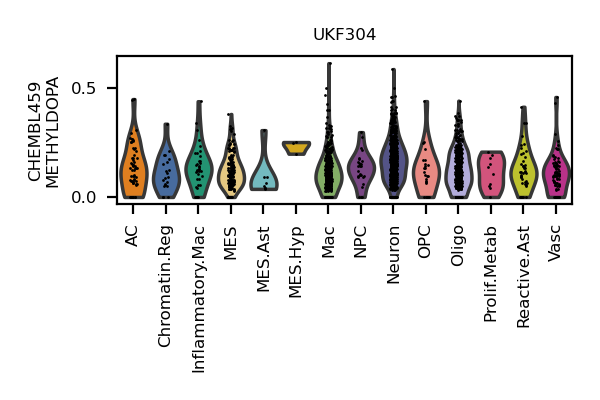 UKF304
CHEMBL459
METHYLDOPA
0.5
0.0
AC
Chromatin.Reg
Inflammatory.Mac
MES
MES.Ast
MES.Hyp
Mac
NPC
Neuron
OPC
Oligo
Prolif.Metab
Reactive.Ast
Vasc